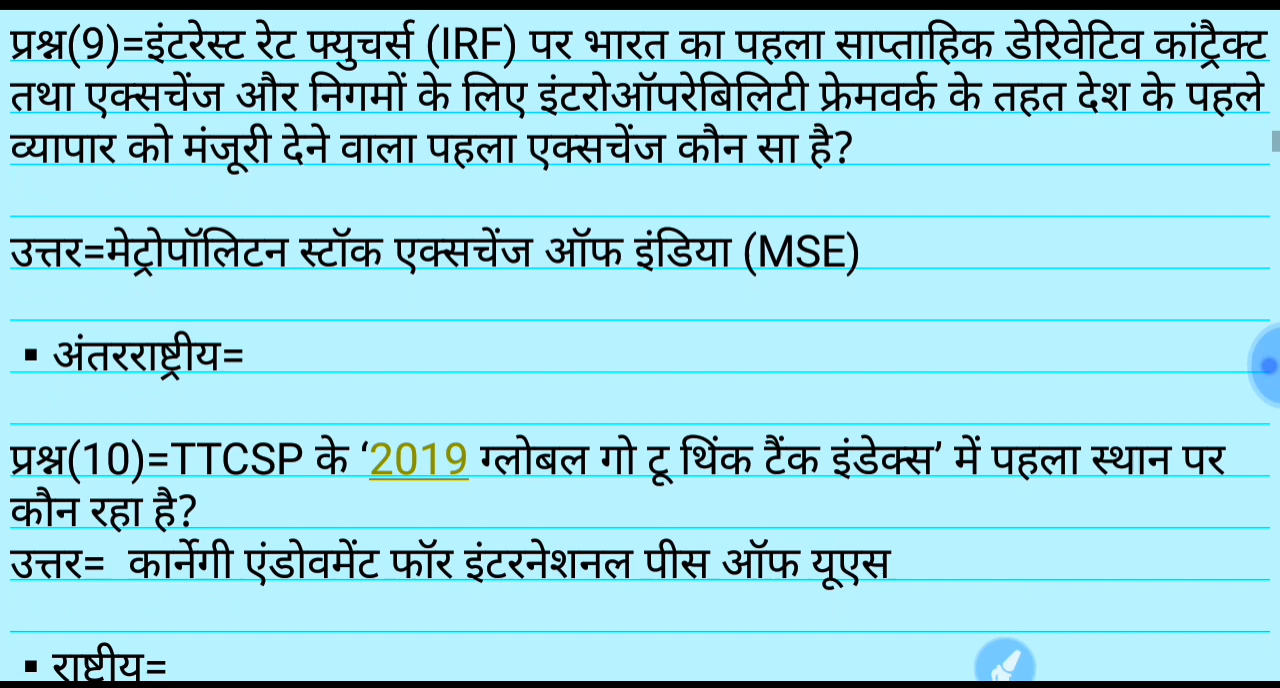 प्रश्न(9)=इंटरेस्ट रेट फ्युचर्स (IRF) पर भारत का पहला साप्ताहिक डेरिवेटिव कांट्रैक्ट
तथा एक्सचेंज और निगमों के लिए इंटरोऑपरेबिलिटी फ्रेमवर्क के तहत देश के पहले
व्यापार को मंजूरी देने वाला पहला एक्सचेंज कौन सा है?
उत्तर=मेट्रोपॉलिटन स्टॉक एक्सचेंज ऑफ इंडिया (MSE)
▪ अंतरराष्ट्रीय=
प्रश्न(10)=TTCSP के ‘2019 ग्लोबल गो टू थिंक टैंक इंडेक्स’ में पहला स्थान पर
कौन रहा है?
उत्तर= कार्नेगी एंडोवमेंट फॉर इंटरनेशनल पीस ऑफ यूएस
▪ राष्ट्रीय=